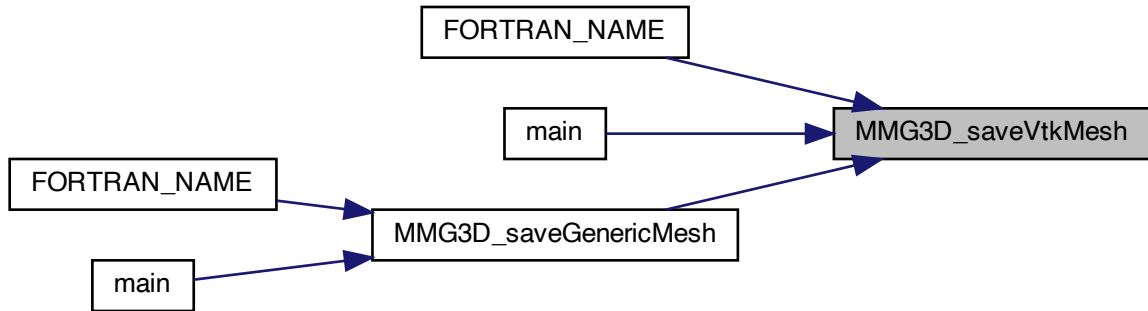 FORTRAN_NAME
main
MMG3D_saveVtkMesh
FORTRAN_NAME
MMG3D_saveGenericMesh
main